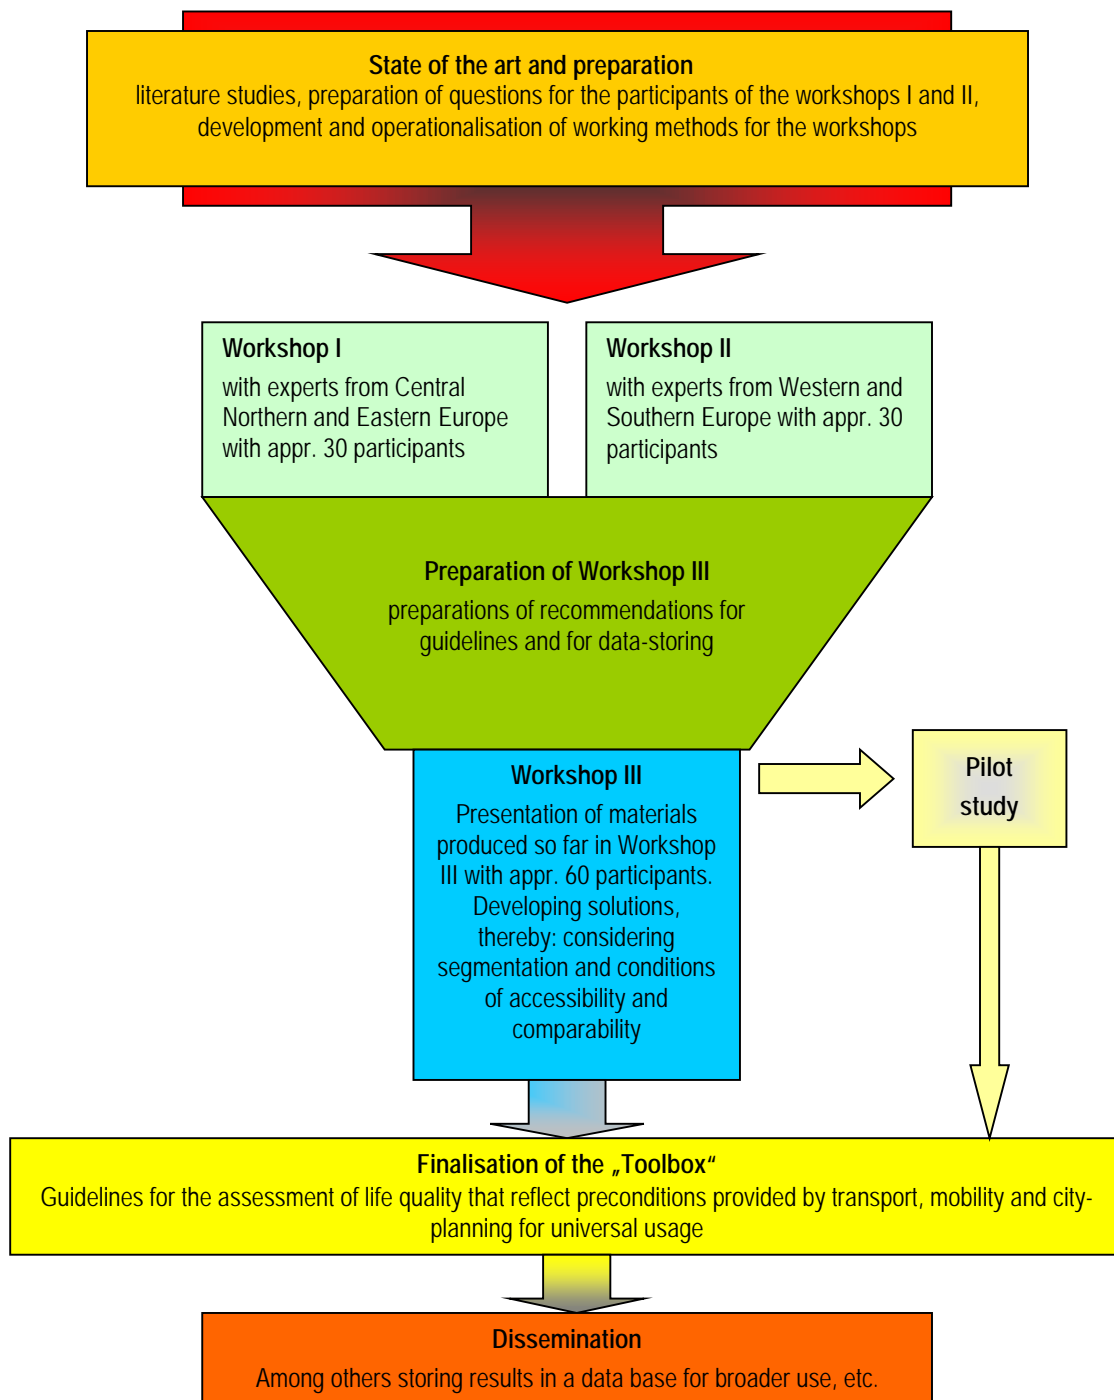 State of the art and preparation
literature studies, preparation of questions for the participants of the workshops I and II,
development and operationalisation of working methods for the workshops
Workshop I
with experts from Central
Northern and Eastern Europe
with appr. 30 participants
Workshop II
with experts from Western and
Southern Europe with appr. 30
participants
Preparation of Workshop III
preparations of recommendations for
guidelines and for data-storing
Workshop III
Presentation of materials
produced so far in Workshop
III with appr. 60 participants.
Developing solutions,
thereby: considering
segmentation and conditions
of accessibility and
comparability
Pilot
study
Finalisation of the „Toolbox“
Guidelines for the assessment of life quality that reflect preconditions provided by transport, mobility and city-
planning for universal usage
Dissemination
Among others storing results in a data base for broader use, etc.